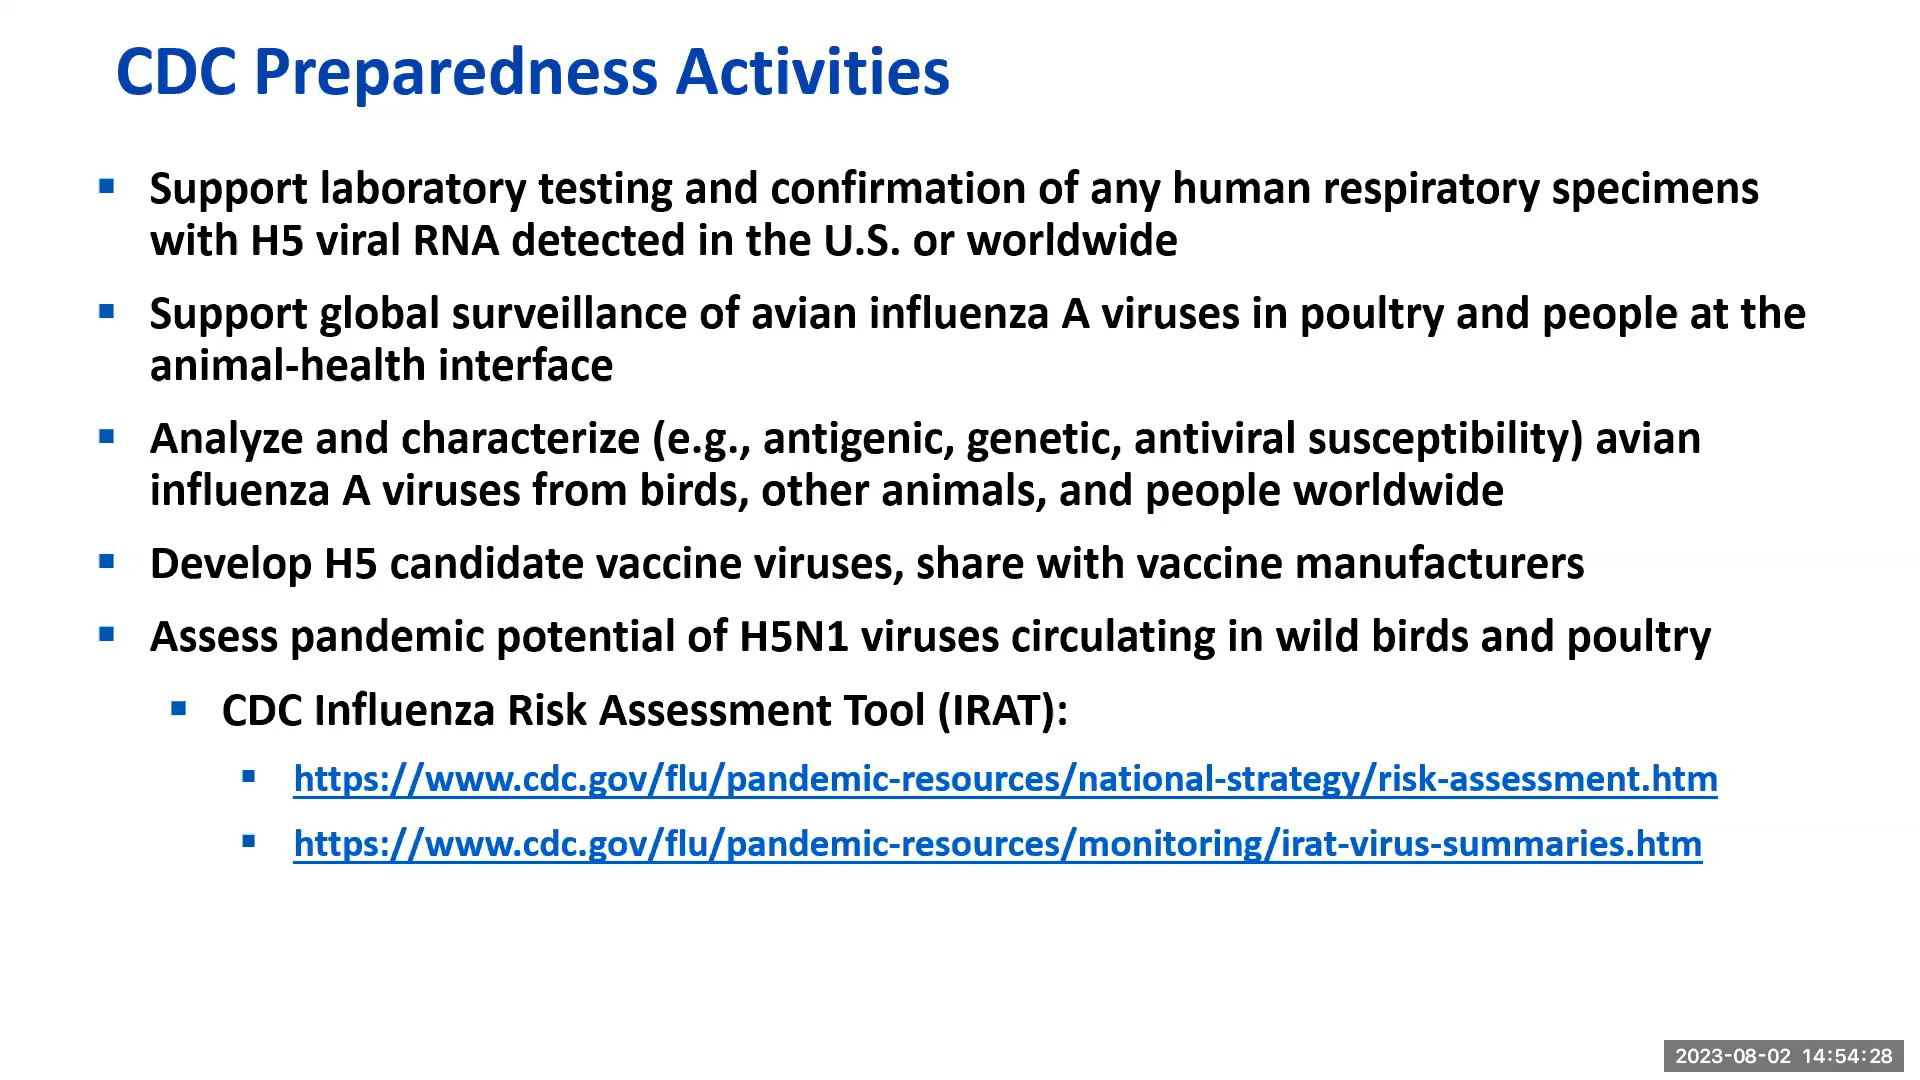 CDC Preparedness Activities
▪ Support laboratory testing and confirmation of any human respiratory specimens
with H5 viral RNA detected in the U.S. or worldwide
▪ Support global surveillance of avian influenza A viruses in poultry and people at the
animal-health interface
▪ Analyze and characterize (e.g., antigenic, genetic, antiviral susceptibility) avian
influenza A viruses from birds, other animals, and people worldwide
▪ Develop H5 candidate vaccine viruses, share with vaccine manufacturers
▪ Assess pandemic potential of H5N1 viruses circulating in wild birds and poultry
▪ CDC Influenza Risk Assessment Tool (IRAT):
▪ https://www.cdc.gov/flu/pandemic-resources/national-strategy/risk-assessment.htm
▪ https://www.cdc.gov/flu/pandemic-resources/monitoring/irat-virus-summaries.htm
2023-08-02 14:54:28